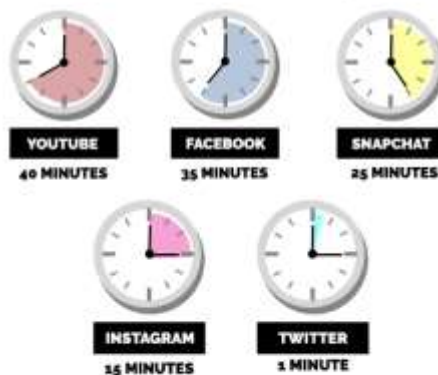 YOUTUBE
FACEBOOK
SNAPCHAT
40 MINUTES
35 MINUTES
25 MINUTES
INSTAGRAM
TWITTER
15 MINUTES
1 MINUTE